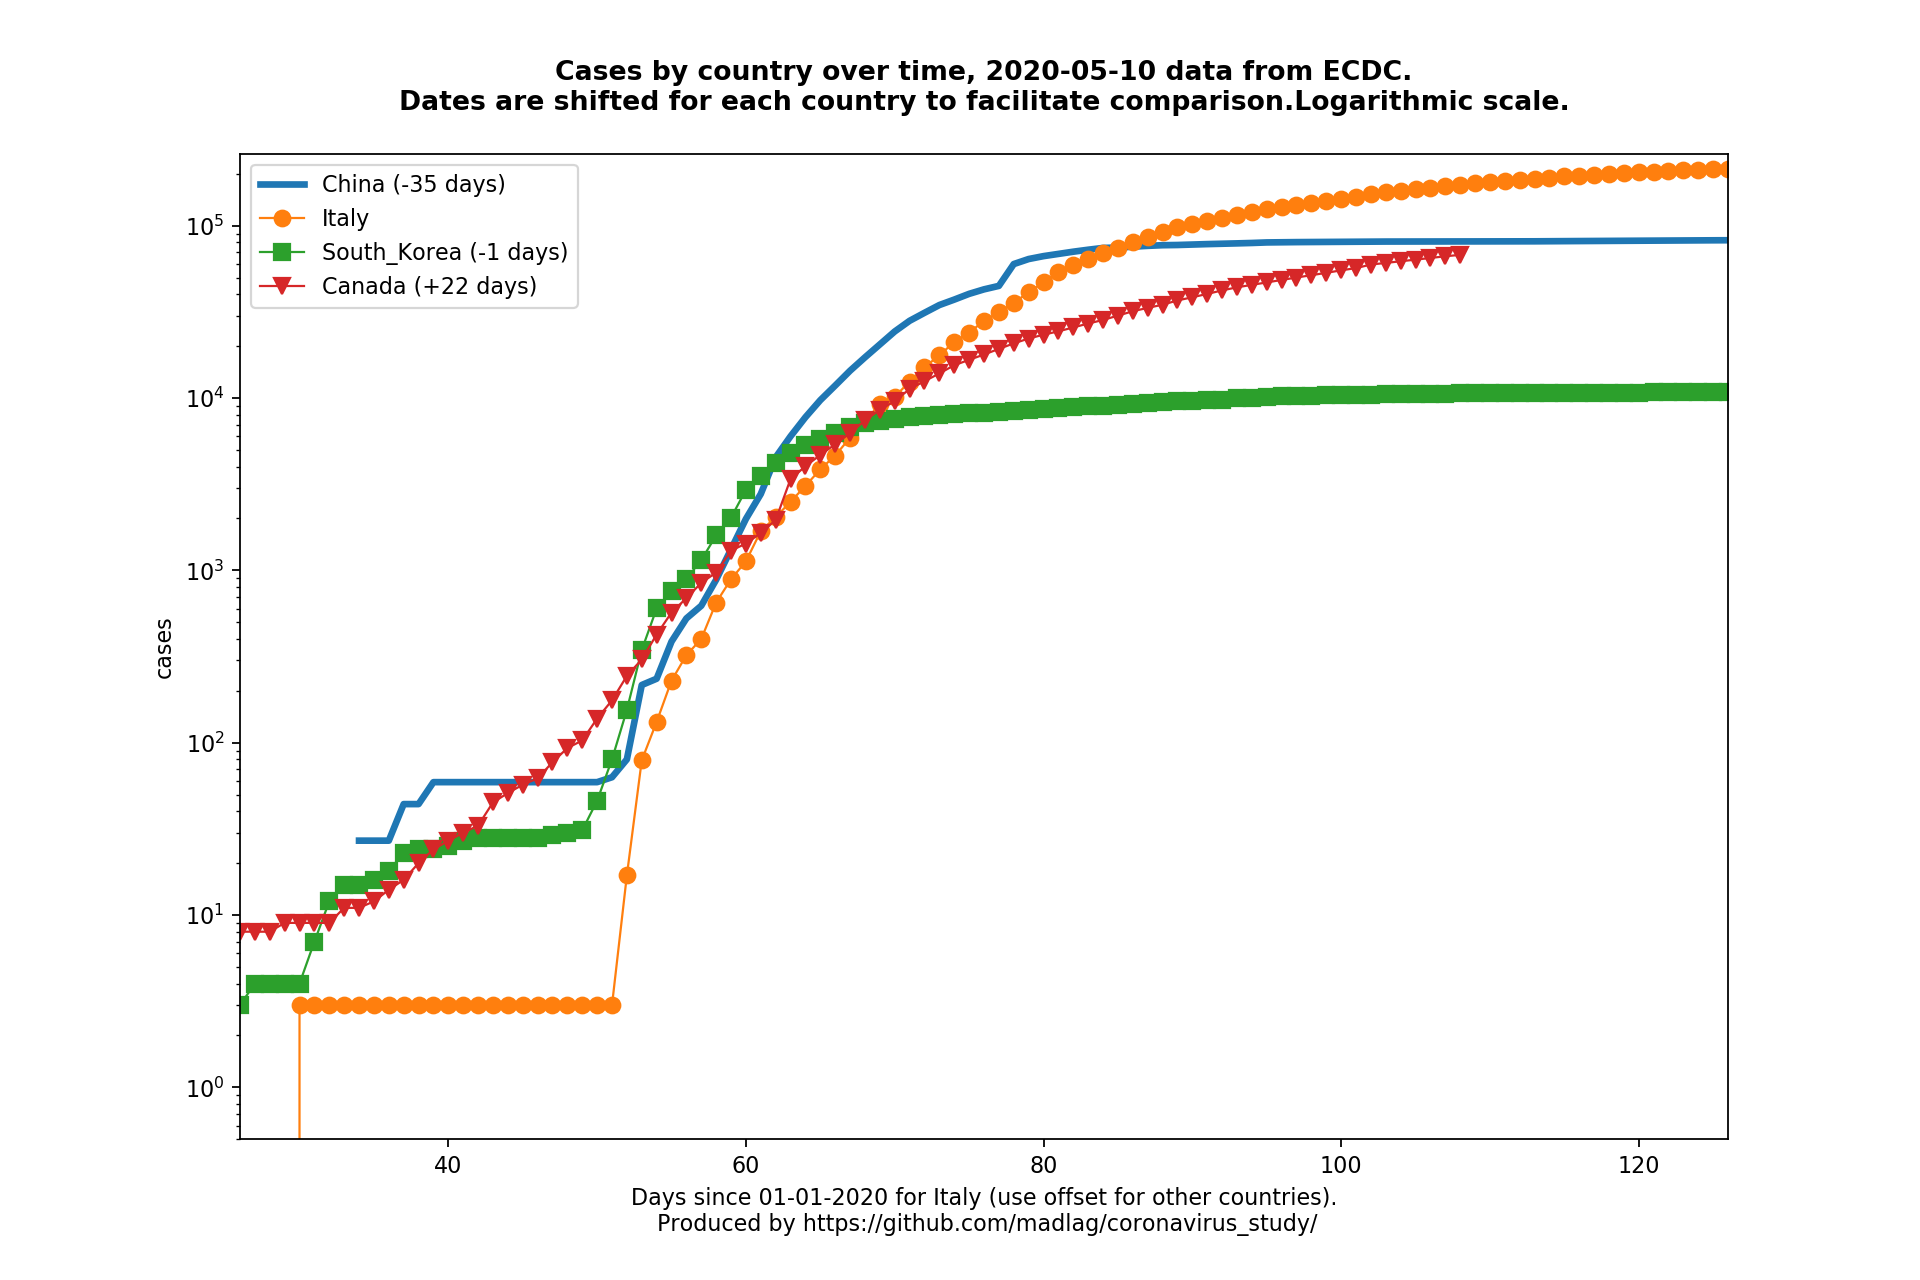 Cases by country over time, 2020-05-10 data from ECDC.
Dates are shifted for each country to facilitate comparison.Logarithmic scale.
China (-35 days)
Italy
South_Korea (-1 days)
Canada (+22 days)
10⁵
10⁴
10³
10²
10¹
10⁰
cases
40 60 80 100 120
Days since 01-01-2020 for Italy (use offset for other countries).
Produced by https://github.com/madlag/coronavirus_study/